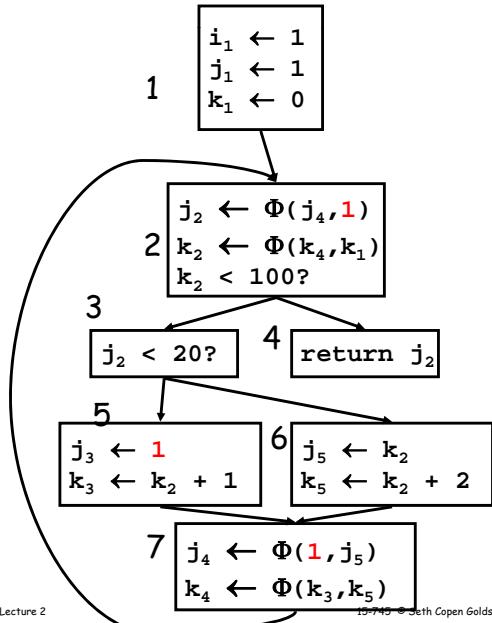 1
i₁ ← 1
j₁ ← 1
k₁ ← 0
2
j₂ ← Φ(j₄,1)
k₂ ← Φ(k₄,k₁)
k₂ < 100?
3
j₂ < 20?
4
return j₂
5
j₃ ← 1
k₃ ← k₂ + 1
6
j₅ ← k₂
k₅ ← k₂ + 2
7
j₄ ← Φ(1,j₅)
k₄ ← Φ(k₃,k₅)
Lecture 2
15-745 © Seth Copen Golds